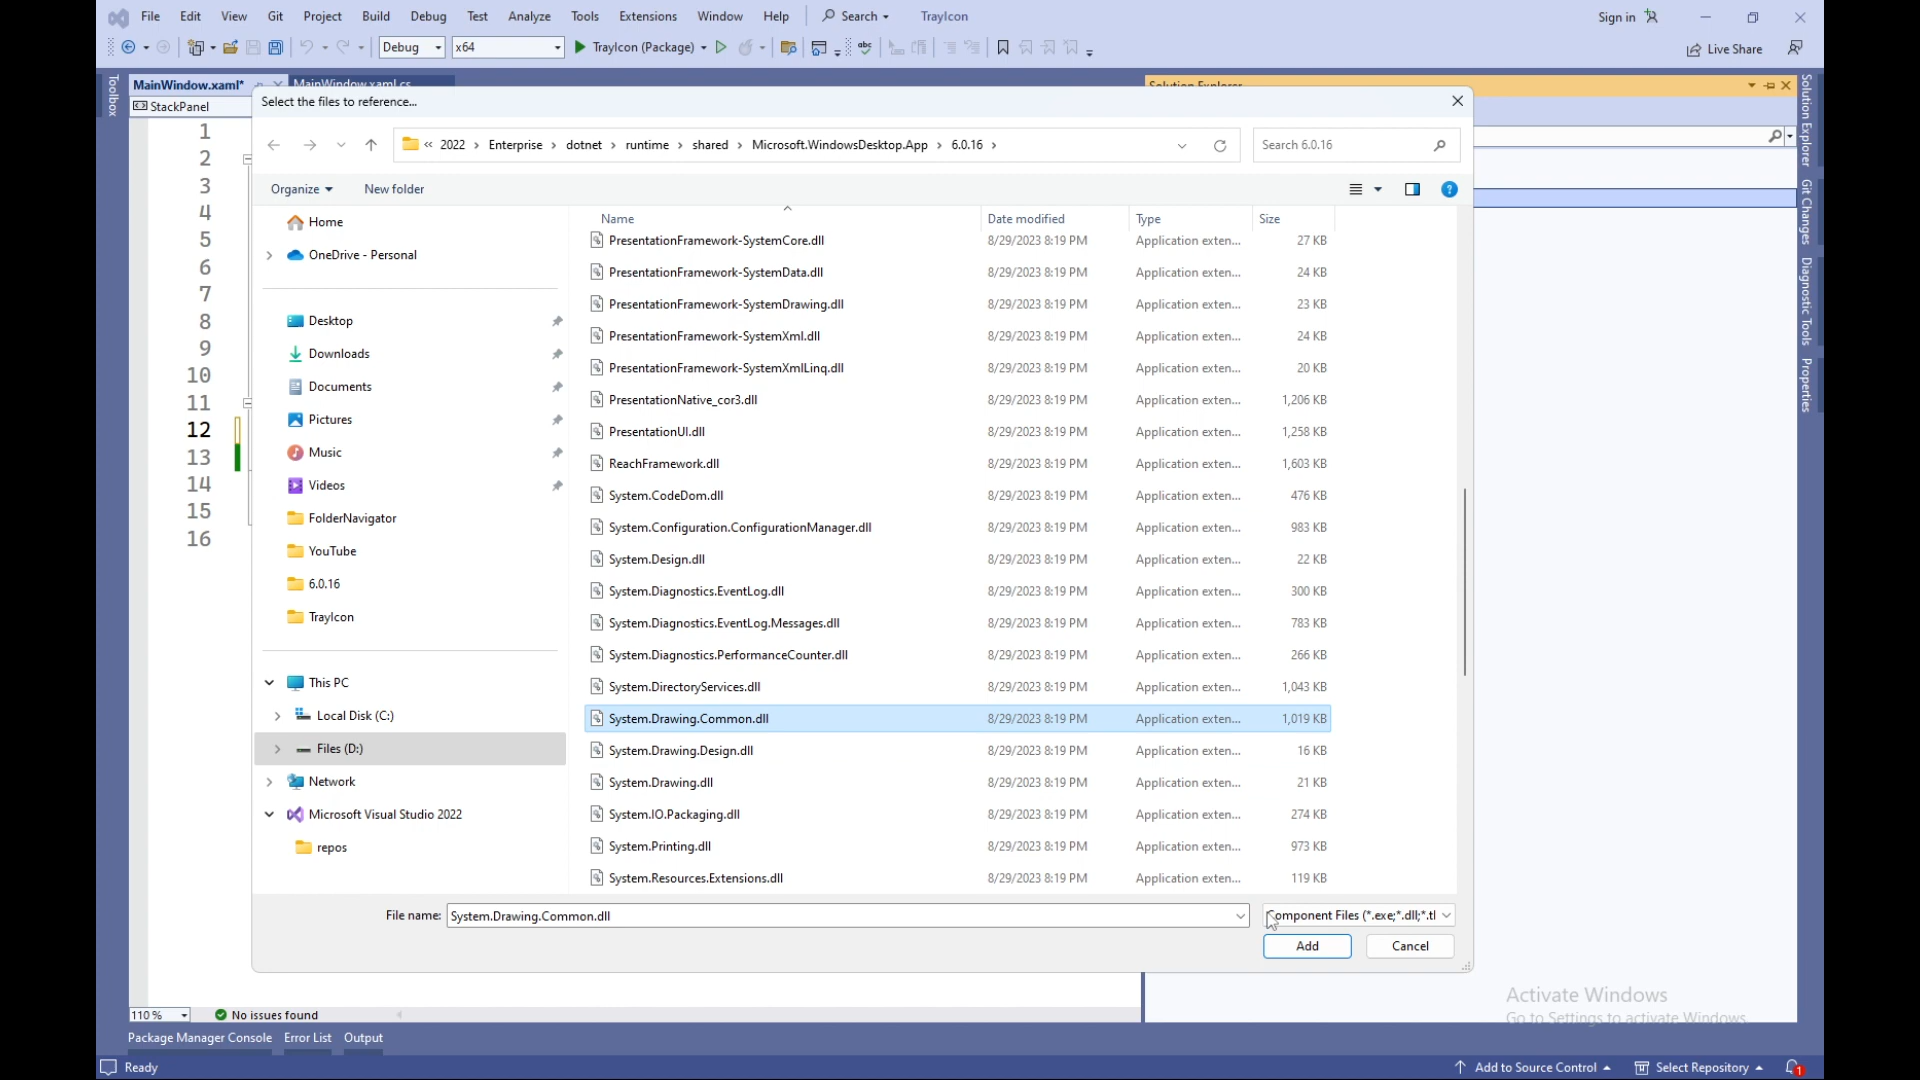 File Edit View Git Project Build Debug Test Analyze Tools Extensions Window Help Search TrayIcon Sign in
Debug x64 TrayIcon (Package) abc Live Share
MainWindow.xaml* MainWindow.xaml.cs Solution Explorer
Toolbox
StackPanel
Select the files to reference...
« 2022 › Enterprise › dotnet › runtime › shared › Microsoft.WindowsDesktop.App › 6.0.16 › Search 6.0.16
Organize New folder
Name Date modified Type Size
PresentationFramework-SystemCore.dll 8/29/2023 8:19 PM Application exten... 27 KB
PresentationFramework-SystemData.dll 8/29/2023 8:19 PM Application exten... 24 KB
PresentationFramework-SystemDrawing.dll 8/29/2023 8:19 PM Application exten... 23 KB
PresentationFramework-SystemXml.dll 8/29/2023 8:19 PM Application exten... 24 KB
PresentationFramework-SystemXmlLinq.dll 8/29/2023 8:19 PM Application exten... 20 KB
PresentationNative_cor3.dll 8/29/2023 8:19 PM Application exten... 1,206 KB
PresentationUI.dll 8/29/2023 8:19 PM Application exten... 1,258 KB
ReachFramework.dll 8/29/2023 8:19 PM Application exten... 1,603 KB
System.CodeDom.dll 8/29/2023 8:19 PM Application exten... 476 KB
System.Configuration.ConfigurationManager.dll 8/29/2023 8:19 PM Application exten... 983 KB
System.Design.dll 8/29/2023 8:19 PM Application exten... 22 KB
System.Diagnostics.EventLog.dll 8/29/2023 8:19 PM Application exten... 300 KB
System.Diagnostics.EventLog.Messages.dll 8/29/2023 8:19 PM Application exten... 783 KB
System.Diagnostics.PerformanceCounter.dll 8/29/2023 8:19 PM Application exten... 266 KB
System.DirectoryServices.dll 8/29/2023 8:19 PM Application exten... 1,043 KB
System.Drawing.Common.dll 8/29/2023 8:19 PM Application exten... 1,019 KB
System.Drawing.Design.dll 8/29/2023 8:19 PM Application exten... 16 KB
System.Drawing.dll 8/29/2023 8:19 PM Application exten... 21 KB
System.IO.Packaging.dll 8/29/2023 8:19 PM Application exten... 274 KB
System.Printing.dll 8/29/2023 8:19 PM Application exten... 973 KB
System.Resources.Extensions.dll 8/29/2023 8:19 PM Application exten... 119 KB
Home
OneDrive - Personal
Desktop
Downloads
Documents
Pictures
Music
Videos
FolderNavigator
YouTube
6.0.16
TrayIcon
This PC
Local Disk (C:)
Files (D:)
Network
Microsoft Visual Studio 2022
repos
File name: System.Drawing.Common.dll Component Files (*.exe;*.dll;*.tl
Add Cancel
1
2
3
4
5
6
7
8
9
10
11
12
13
14
15
16
Solution Explorer
Git Changes
Diagnostic Tools
Properties
Activate Windows
Go to Settings to activate Windows.
110 % No issues found
Package Manager Console Error List Output
Ready Add to Source Control Select Repository 1